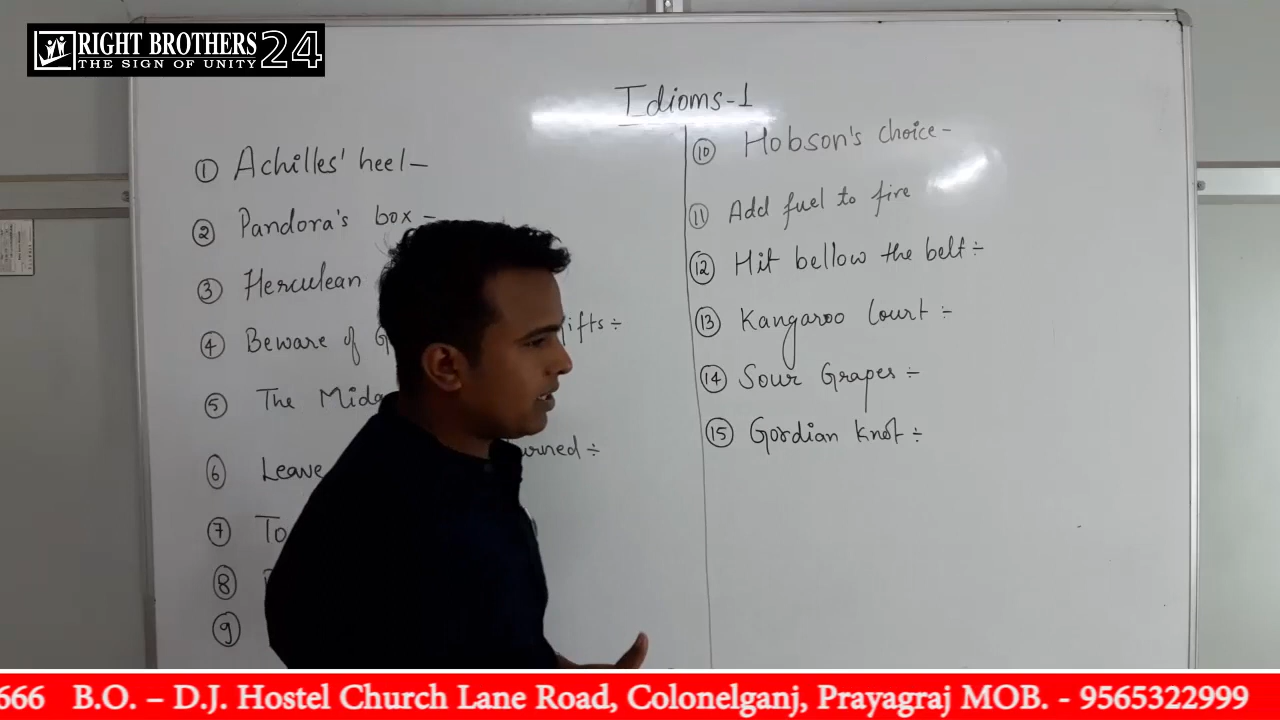 RIGHT BROTHERS 24
THE SIGN OF UNITY
Idioms-1
① Achilles' heel –
② Pandora's box –
③ Herculean
④ Beware of G ifts ÷
⑤ The Mida
⑥ Leave urned ÷
⑦ To
⑧
⑨
⑩ Hobson's choice –
⑪ Add fuel to fire
⑫ Hit bellow the belt ÷
⑬ Kangaroo Court ÷
⑭ Sour Grapes ÷
⑮ Gordian knot ÷
666 B.O. – D.J. Hostel Church Lane Road, Colonelganj, Prayagraj MOB. - 9565322999